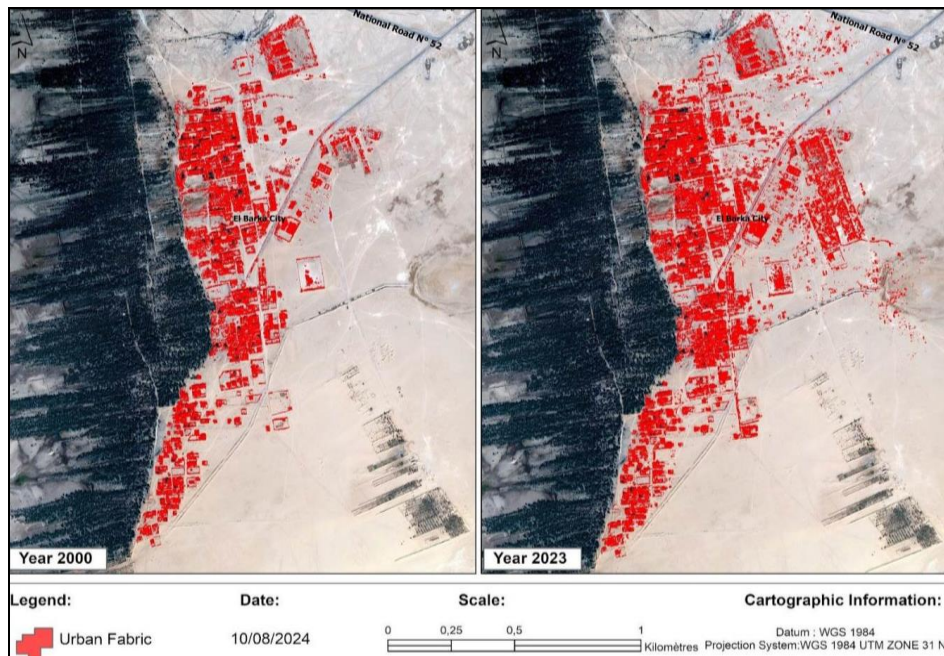 National Road N° 52
N
El Barka City
Year 2000
National Road N° 52
N
El Barka City
Year 2023
Legend:
Urban Fabric
Date:
10/08/2024
Scale:
0 0,25 0,5 1
Kilomètres
Cartographic Information:
Datum : WGS 1984
Projection System:WGS 1984 UTM ZONE 31 N